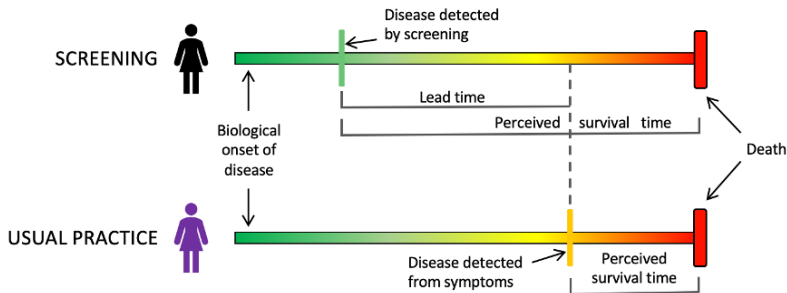 Disease detected
by screening
SCREENING
Lead time
Perceived survival time
Biological
onset of
disease
Death
USUAL PRACTICE
Disease detected
from symptoms
Perceived
survival time